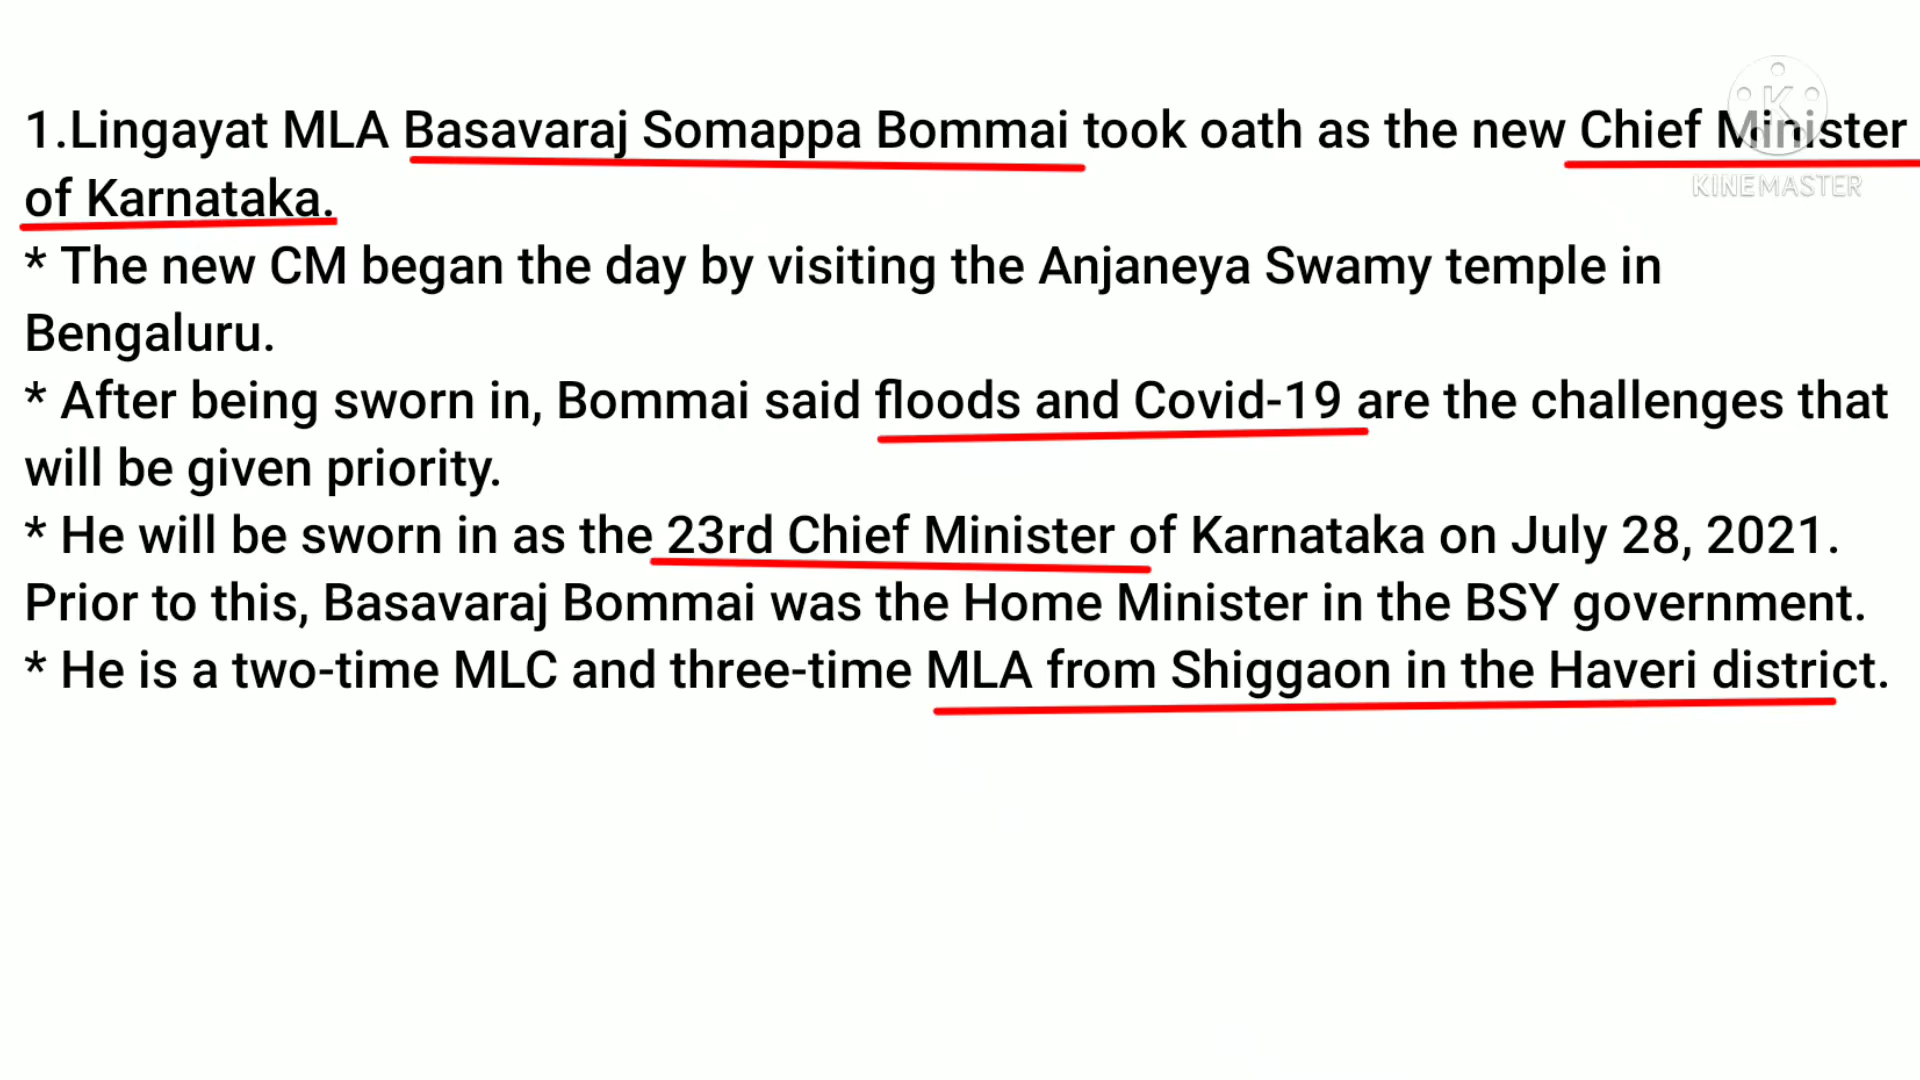 1.Lingayat MLA Basavaraj Somappa Bommai took oath as the new Chief Minister
of Karnataka.
* The new CM began the day by visiting the Anjaneya Swamy temple in
Bengaluru.
* After being sworn in, Bommai said floods and Covid-19 are the challenges that
will be given priority.
* He will be sworn in as the 23rd Chief Minister of Karnataka on July 28, 2021.
Prior to this, Basavaraj Bommai was the Home Minister in the BSY government.
* He is a two-time MLC and three-time MLA from Shiggaon in the Haveri district.
K
KINEMASTER